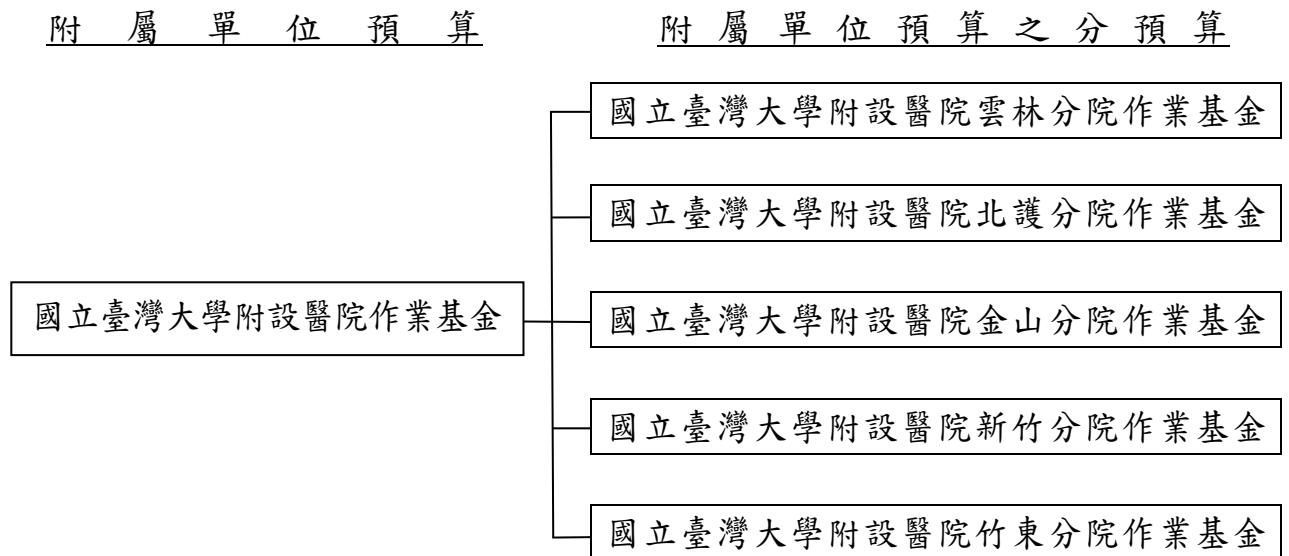 附屬單位預算
附屬單位預算之分預算
國立臺灣大學附設醫院作業基金
國立臺灣大學附設醫院雲林分院作業基金
國立臺灣大學附設醫院北護分院作業基金
國立臺灣大學附設醫院金山分院作業基金
國立臺灣大學附設醫院新竹分院作業基金
國立臺灣大學附設醫院竹東分院作業基金